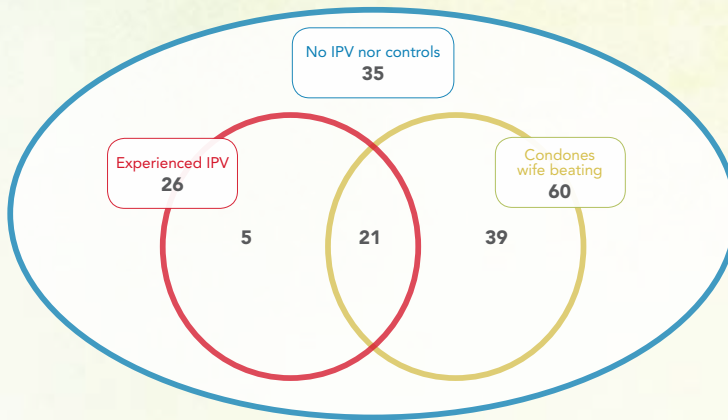 No IPV nor controls
35
Experienced IPV
26
Condones
wife beating
60
5
21
39